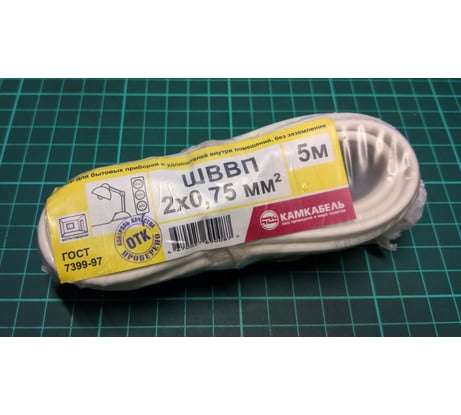 для бытовых приборой и удлинителей внутри помещений, без заземления
ШВВП
5м
2х0,75 мм²
КАМКАБЕЛЬ
КОНТРОЛЬ КАЧЕСТВА
ОТК
ПРОВЕРЕНО
ГОСТ
7399-97